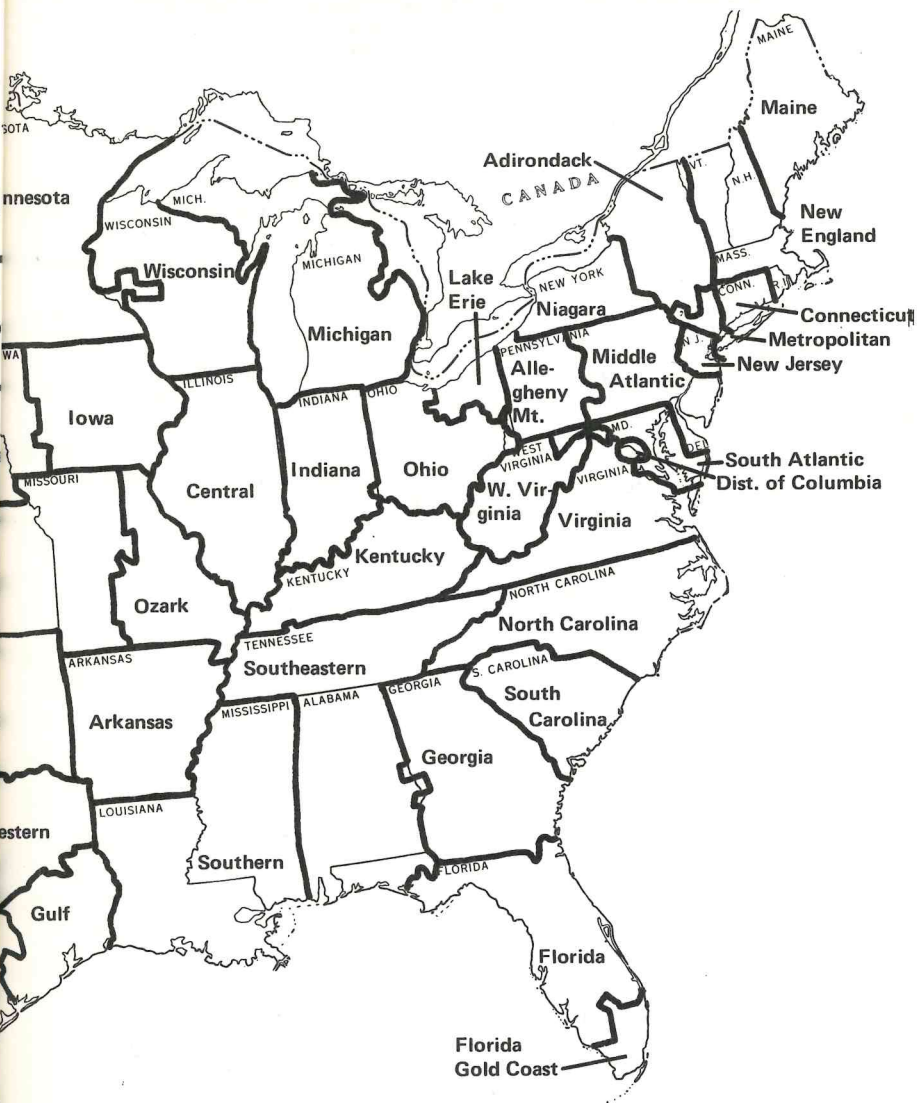 MAINE
Maine
SOTA
Adirondack
VT.
CANADA
N.H.
nnesota
MICH.
WISCONSIN
New
England
MASS.
Wisconsin
MICHIGAN
Lake
Erie
NEW YORK
CONN.
R.I.
Niagara
Connecticut
Michigan
PENNSYLVANIA
N.J.
Metropolitan
WA
Alle-
gheny
Mt.
Middle
Atlantic
New Jersey
ILLINOIS
INDIANA
OHIO
Iowa
MD.
DEL
WEST
VIRGINIA
Indiana
Ohio
South Atlantic
MISSOURI
VIRGINIA
Dist. of Columbia
Central
W. Vir-
ginia
Virginia
Kentucky
KENTUCKY
NORTH CAROLINA
Ozark
North Carolina
TENNESSEE
ARKANSAS
Southeastern
S. CAROLINA
GEORGIA
MISSISSIPPI
ALABAMA
South
Carolina
Arkansas
Georgia
LOUISIANA
estern
Southern
FLORIDA
Gulf
Florida
Florida
Gold Coast